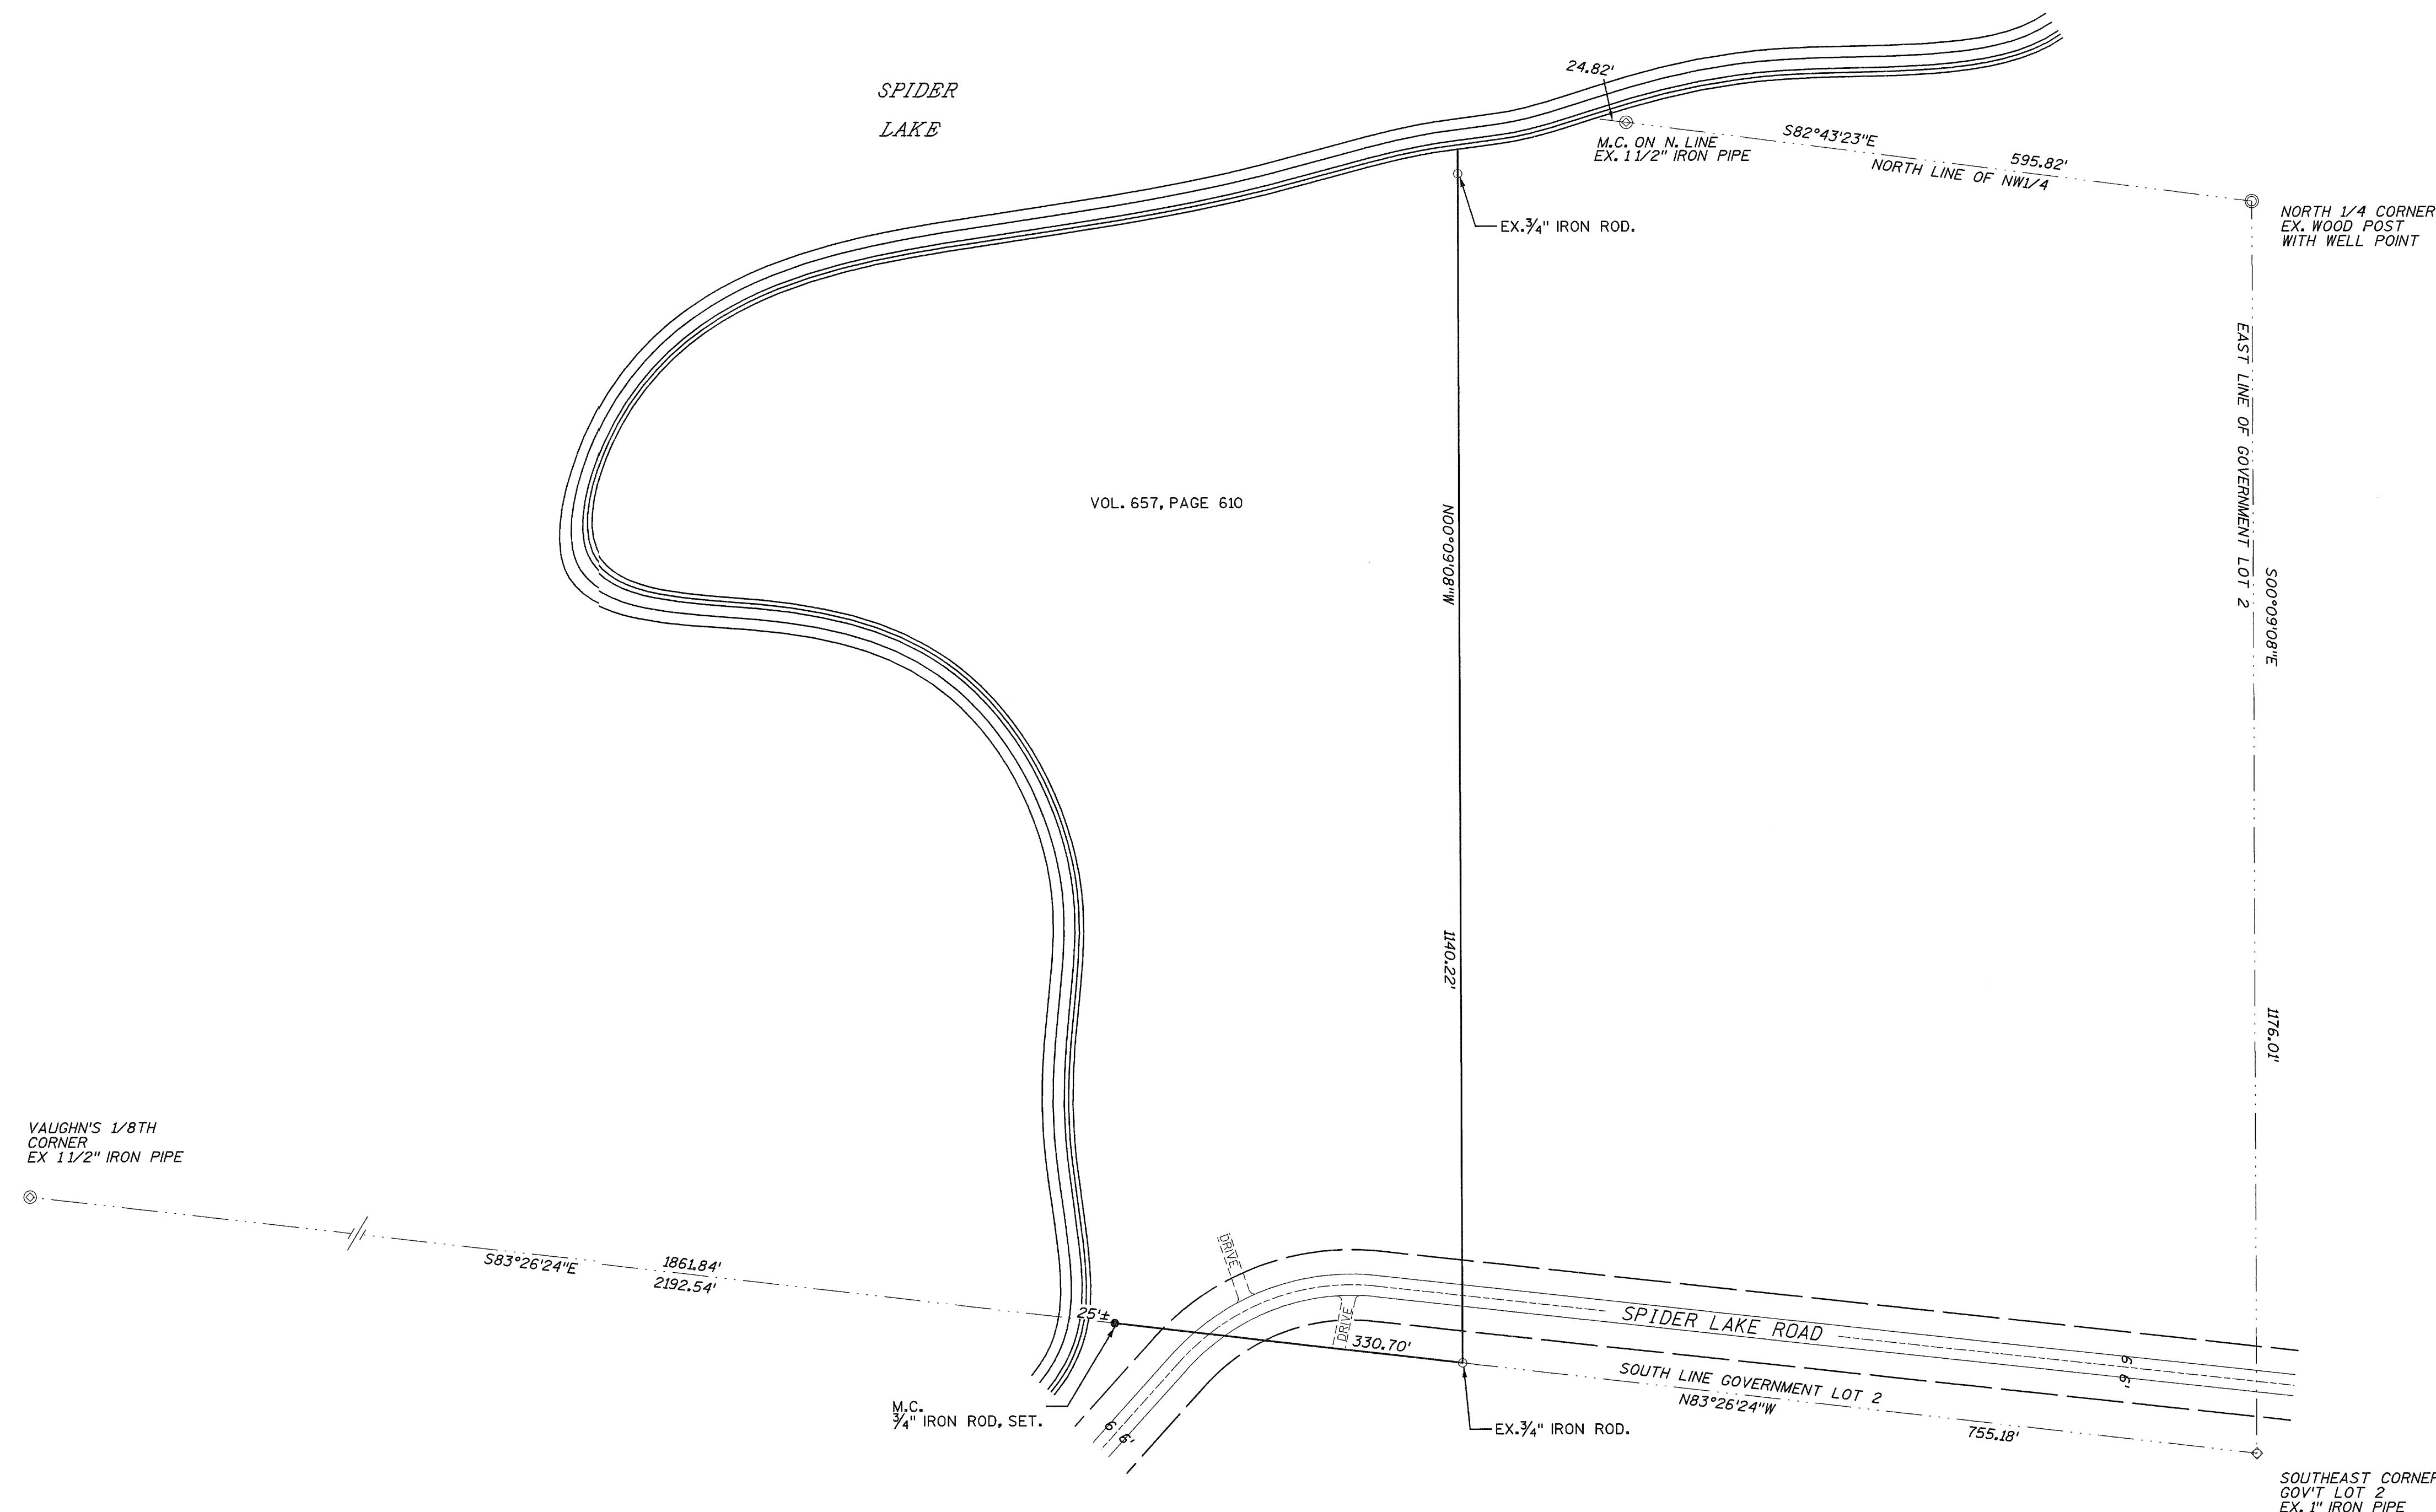 SPIDER
LAKE
24.82'
M.C. ON N. LINE
EX. 1 1/2" IRON PIPE
S82°43'23"E
595.82'
NORTH LINE OF NW1/4
NORTH 1/4 CORNER
EX. WOOD POST
WITH WELL POINT
EX. 3/4" IRON ROD.
EAST LINE OF GOVERNMENT LOT 2
S00°09'08"E
1176.01'
VOL. 657, PAGE 610
N00°09'08"W
1140.22'
VAUGHN'S 1/8TH
CORNER
EX 1 1/2" IRON PIPE
S83°26'24"E
1861.84'
2192.54'
25'±
DRIVE
DRIVE
330.70'
SPIDER LAKE ROAD
6'
6'
SOUTH LINE GOVERNMENT LOT 2
N83°26'24"W
755.18'
M.C.
3/4" IRON ROD, SET.
6'
6'
EX. 3/4" IRON ROD.
SOUTHEAST CORNER
GOV'T LOT 2
EX. 1" IRON PIPE